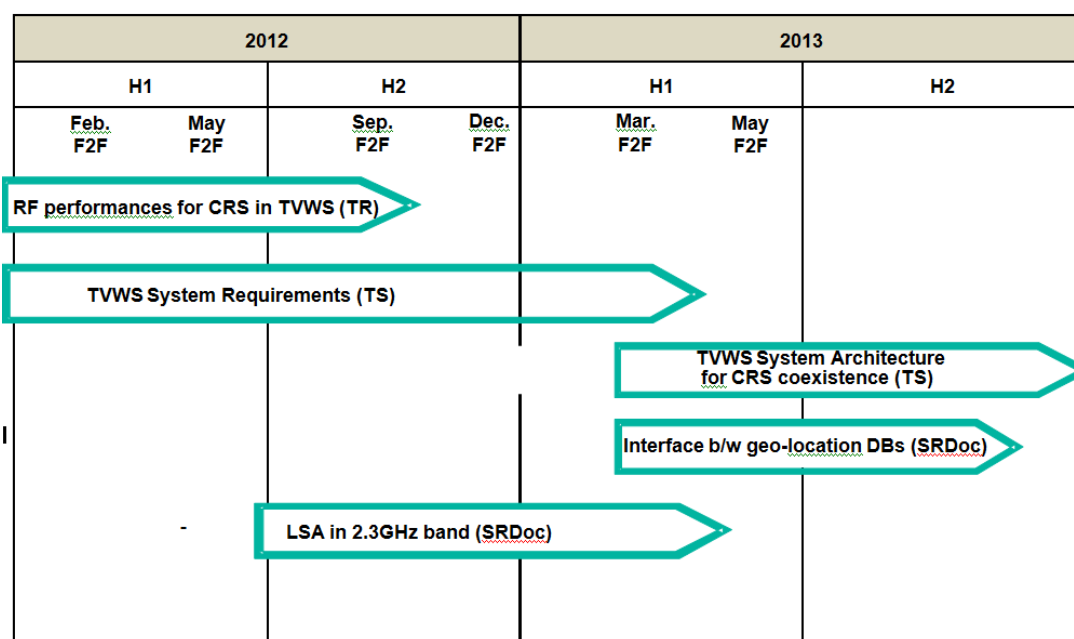 2012
2013
H1
H2
H1
H2
Feb.
F2F
May
F2F
Sep.
F2F
Dec.
F2F
Mar.
F2F
May
F2F
RF performances for CRS in TVWS (TR)
TVWS System Requirements (TS)
TVWS System Architecture
for CRS coexistence (TS)
Interface b/w geo-location DBs (SRDoc)
-
LSA in 2.3GHz band (SRDoc)